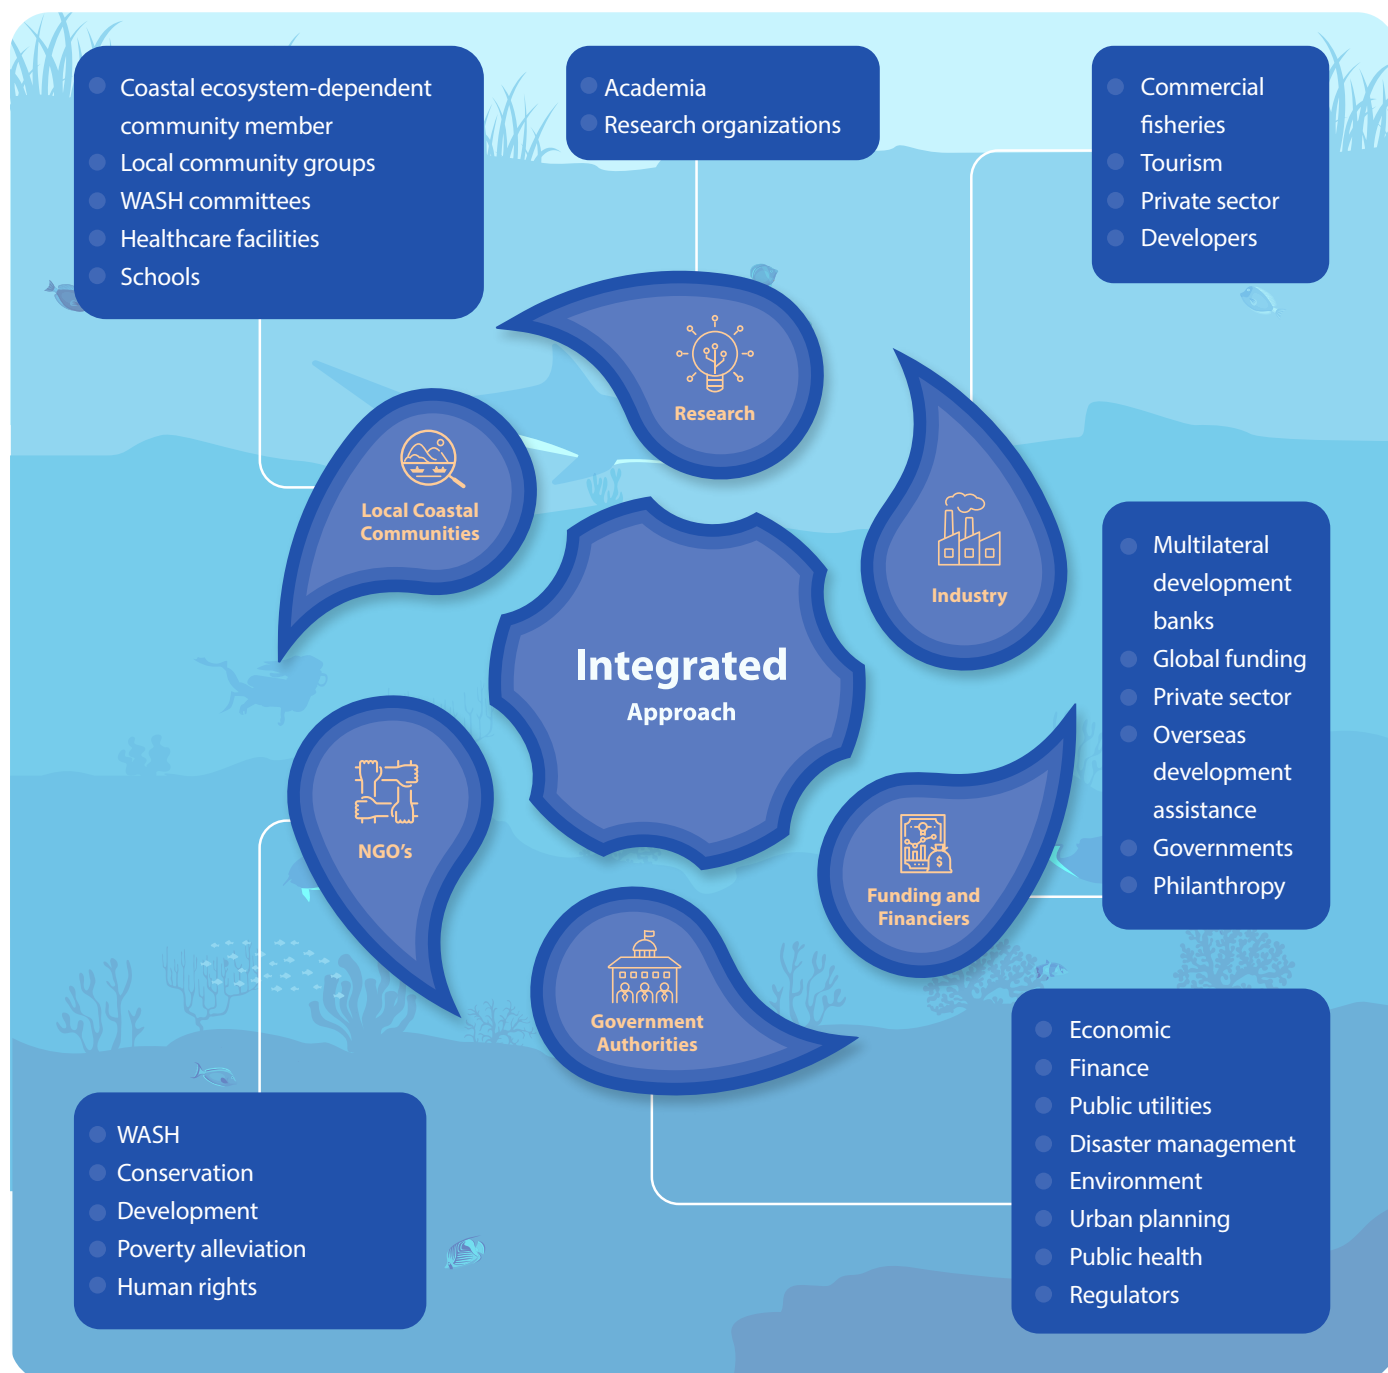 Coastal ecosystem-dependent
community member
Local community groups
WASH committees
Healthcare facilities
Schools
Academia
Research organizations
Commercial
fisheries
Tourism
Private sector
Developers
Research
Local Coastal
Communities
Industry
Integrated
Approach
Multilateral
development
banks
Global funding
Private sector
Overseas
development
assistance
Governments
Philanthropy
NGO's
Funding and
Financiers
Government
Authorities
WASH
Conservation
Development
Poverty alleviation
Human rights
Economic
Finance
Public utilities
Disaster management
Environment
Urban planning
Public health
Regulators